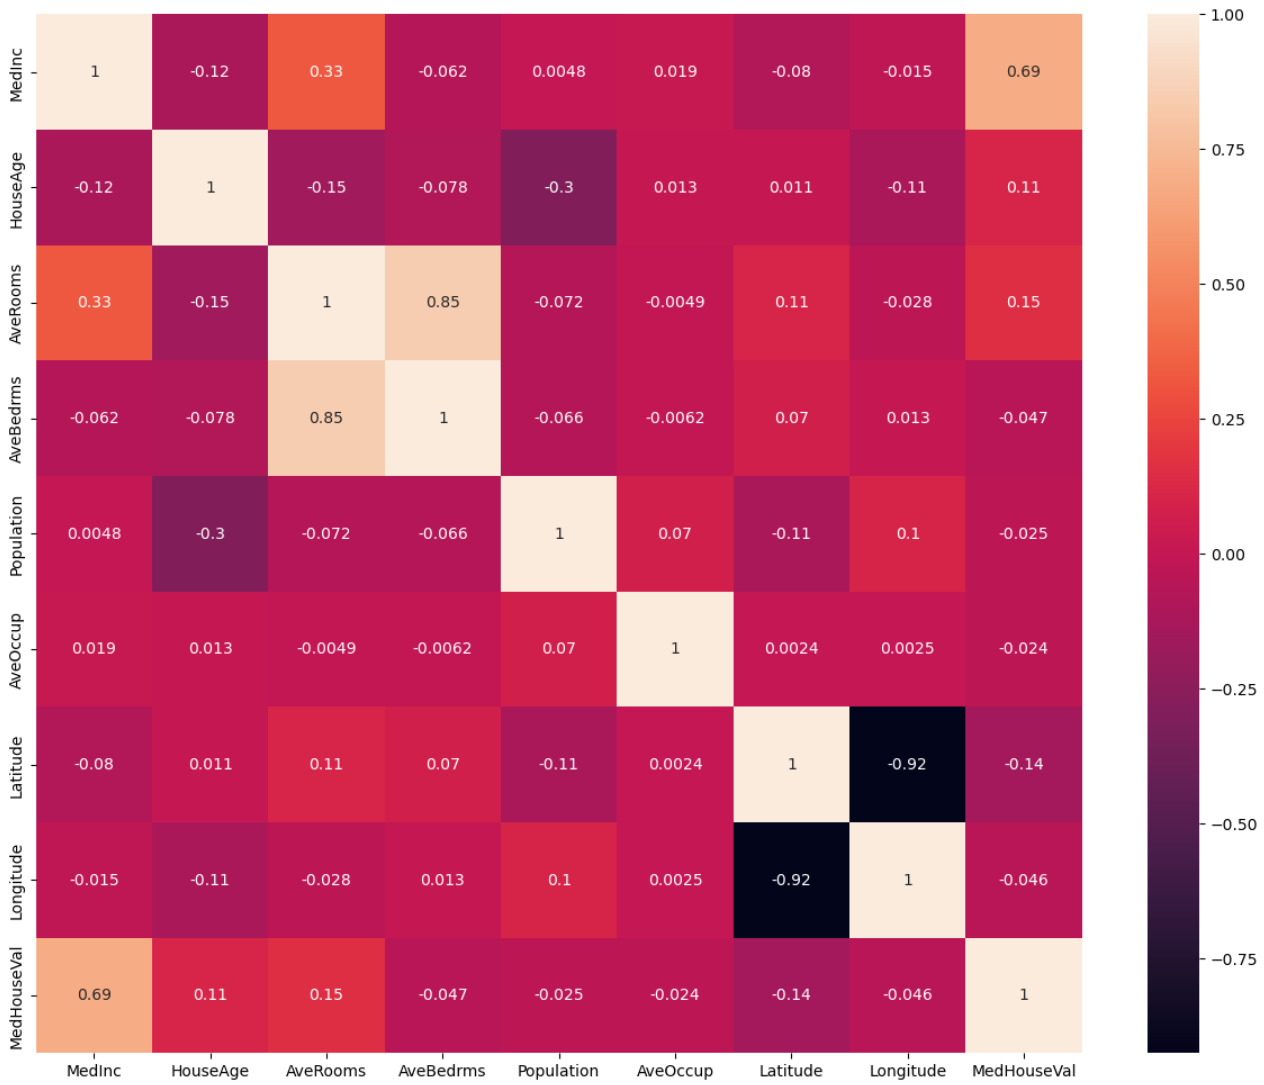 MedInc 1 -0.12 0.33 -0.062 0.0048 0.019 -0.08 -0.015 0.69
HouseAge -0.12 1 -0.15 -0.078 -0.3 0.013 0.011 -0.11 0.11
AveRooms 0.33 -0.15 1 0.85 -0.072 -0.0049 0.11 -0.028 0.15
AveBedrms -0.062 -0.078 0.85 1 -0.066 -0.0062 0.07 0.013 -0.047
Population 0.0048 -0.3 -0.072 -0.066 1 0.07 -0.11 0.1 -0.025
AveOccup 0.019 0.013 -0.0049 -0.0062 0.07 1 0.0024 0.0025 -0.024
Latitude -0.08 0.011 0.11 0.07 -0.11 0.0024 1 -0.92 -0.14
Longitude -0.015 -0.11 -0.028 0.013 0.1 0.0025 -0.92 1 -0.046
MedHouseVal 0.69 0.11 0.15 -0.047 -0.025 -0.024 -0.14 -0.046 1
MedInc HouseAge AveRooms AveBedrms Population AveOccup Latitude Longitude MedHouseVal
1.00
0.75
0.50
0.25
0.00
−0.25
−0.50
−0.75